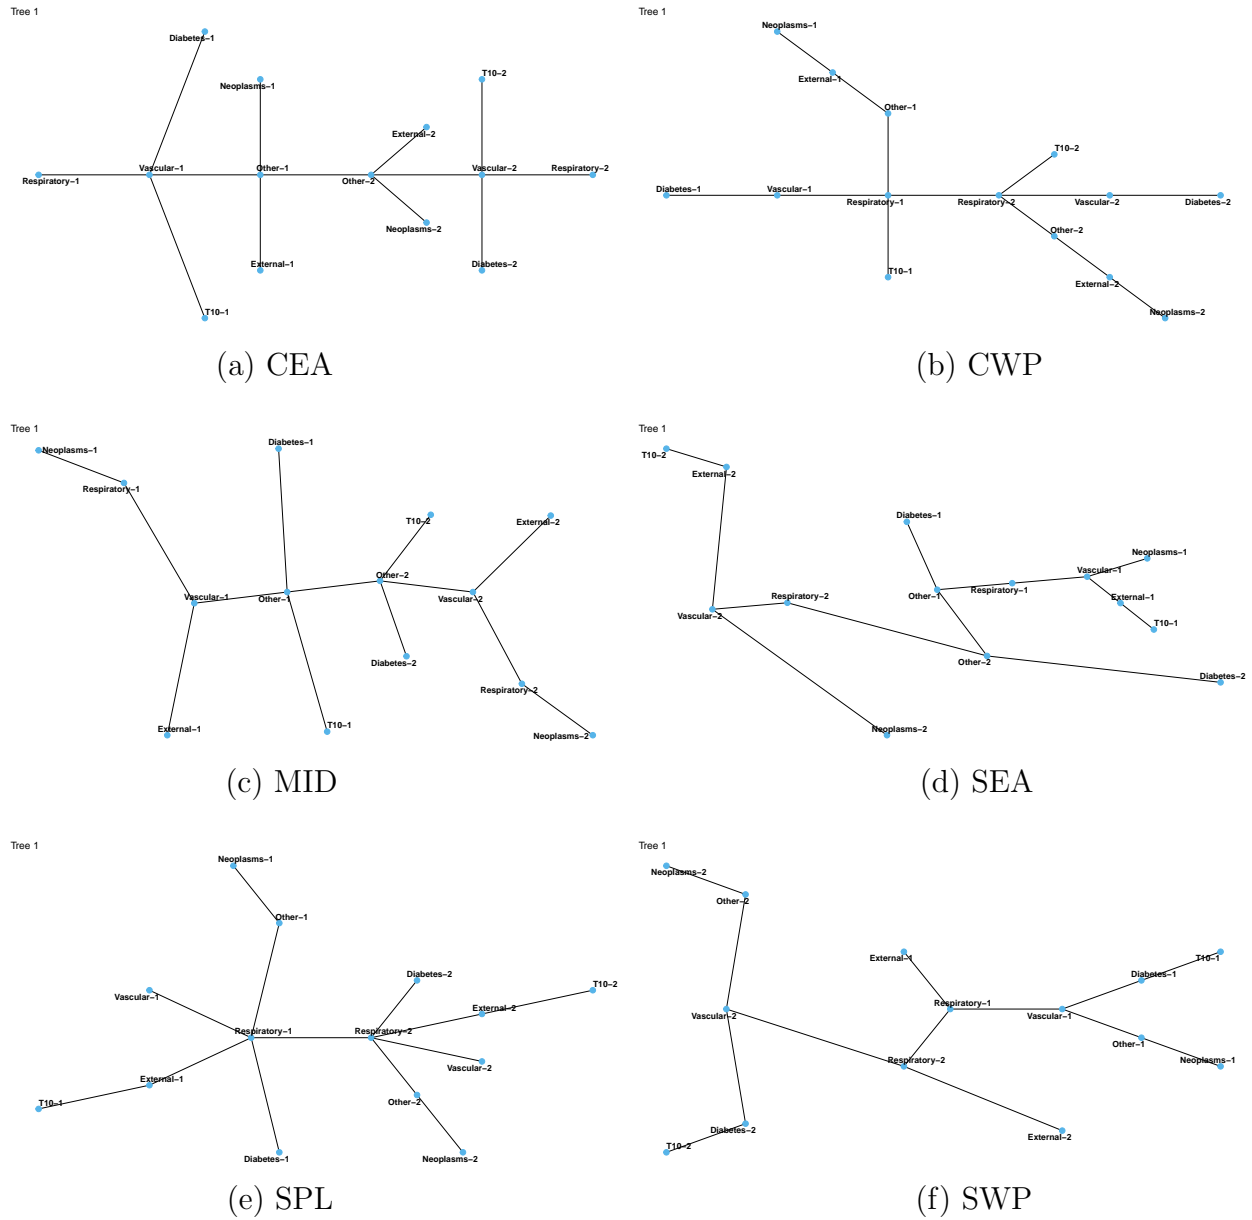 Tree 1
Diabetes−1
Neoplasms−1
T10−2
External−2
Respiratory−1
Vascular−1
Other−1
Other−2
Vascular−2
Respiratory−2
Neoplasms−2
External−1
Diabetes−2
T10−1
(a) CEA
Tree 1
Neoplasms−1
External−1
Other−1
T10−2
Diabetes−1
Vascular−1
Respiratory−1
Respiratory−2
Vascular−2
Diabetes−2
Other−2
T10−1
External−2
Neoplasms−2
(b) CWP
Tree 1
Diabetes−1
Neoplasms−1
Respiratory−1
T10−2
External−2
Other−2
Vascular−1
Other−1
Vascular−2
Diabetes−2
Respiratory−2
External−1
T10−1
Neoplasms−2
(c) MID
Tree 1
T10−2
External−2
Diabetes−1
Neoplasms−1
Vascular−1
Respiratory−1
Other−1
Respiratory−2
External−1
Vascular−2
T10−1
Other−2
Diabetes−2
Neoplasms−2
(d) SEA
Tree 1
Neoplasms−1
Other−1
Diabetes−2
T10−2
Vascular−1
External−2
Respiratory−1
Respiratory−2
Vascular−2
External−1
T10−1
Other−2
Diabetes−1
Neoplasms−2
(e) SPL
Tree 1
Neoplasms−2
Other−2
External−1
T10−1
Diabetes−1
Respiratory−1
Vascular−2
Vascular−1
Other−1
Respiratory−2
Neoplasms−1
Diabetes−2
External−2
T10−2
(f) SWP